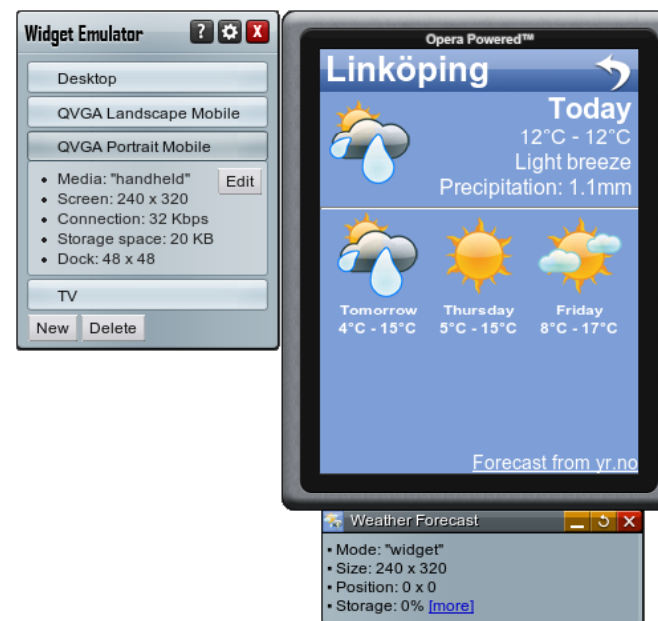 Widget Emulator
? X
Desktop
QVGA Landscape Mobile
QVGA Portrait Mobile
• Media: "handheld"
Edit
• Screen: 240 x 320
• Connection: 32 Kbps
• Storage space: 20 KB
• Dock: 48 x 48
TV
New Delete
Opera Powered™
Linköping
Today
12°C - 12°C
Light breeze
Precipitation: 1.1mm
Tomorrow Thursday Friday
4°C - 15°C 5°C - 15°C 8°C - 17°C
Forecast from yr.no
Weather Forecast
▪ Mode: "widget"
▪ Size: 240 x 320
▪ Position: 0 x 0
▪ Storage: 0% [more]